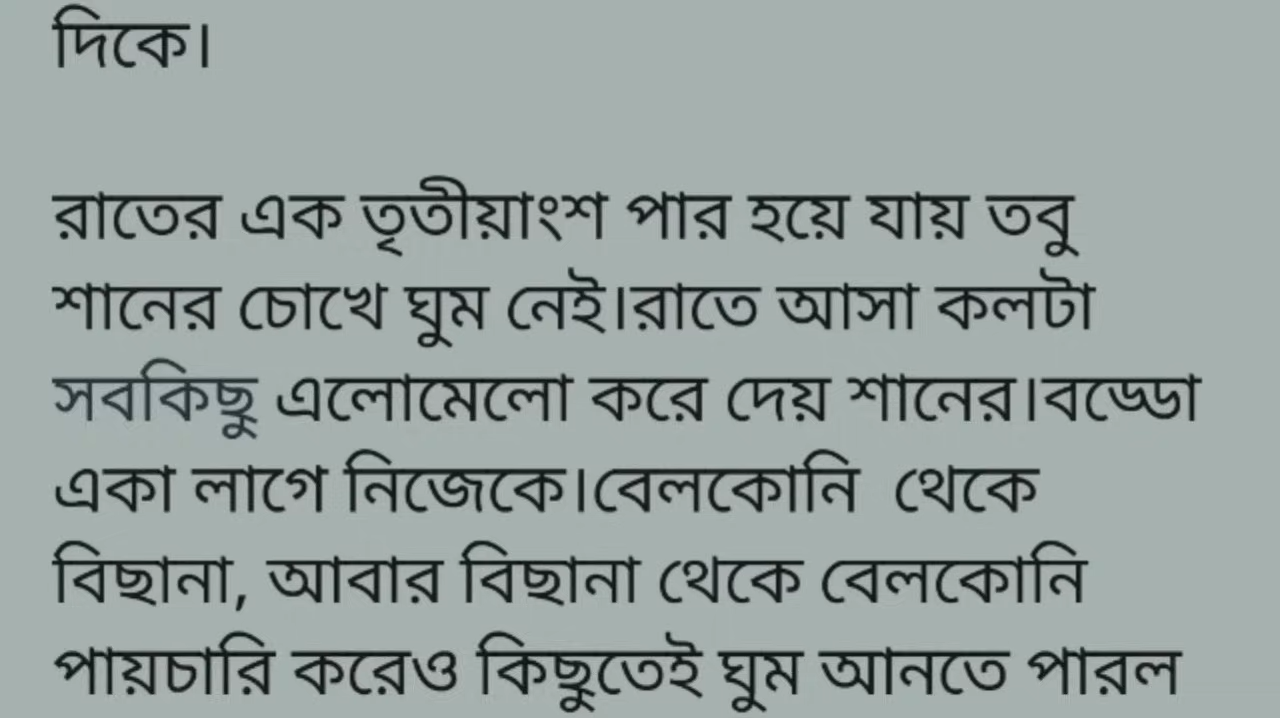 দিকে।
রাতের এক তৃতীয়াংশ পার হয়ে যায় তবু
শানের চোখে ঘুম নেই।রাতে আসা কলটা
সবকিছু এলোমেলো করে দেয় শানের।বড্ডো
একা লাগে নিজেকে।বেলকোনি থেকে
বিছানা, আবার বিছানা থেকে বেলকোনি
পায়চারি করেও কিছুতেই ঘুম আনতে পারল